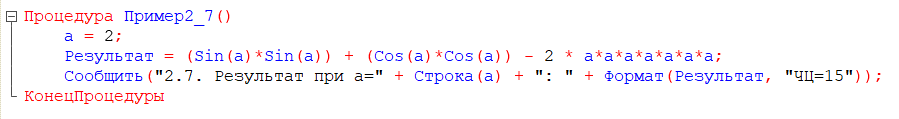 Процедура Пример2_7()
а = 2;
Результат = (Sin(а)*Sin(а)) + (Cos(а)*Cos(а)) - 2 * а*а*а*а*а*а*а;
Сообщить("2.7. Результат при а=" + Строка(а) + ": " + Формат(Результат, "ЧЦ=15"));
КонецПроцедуры